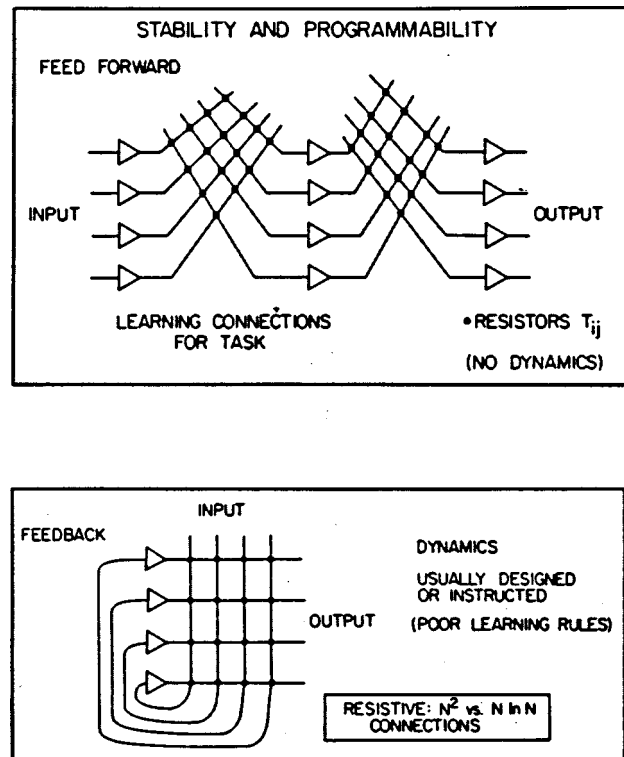 STABILITY AND PROGRAMMABILITY
FEED FORWARD
INPUT
OUTPUT
LEARNING CONNECTIONS
FOR TASK
•RESISTORS Tij
(NO DYNAMICS)
INPUT
FEEDBACK
DYNAMICS
USUALLY DESIGNED
OR INSTRUCTED
OUTPUT
(POOR LEARNING RULES)
RESISTIVE: N² vs. N ln N
CONNECTIONS